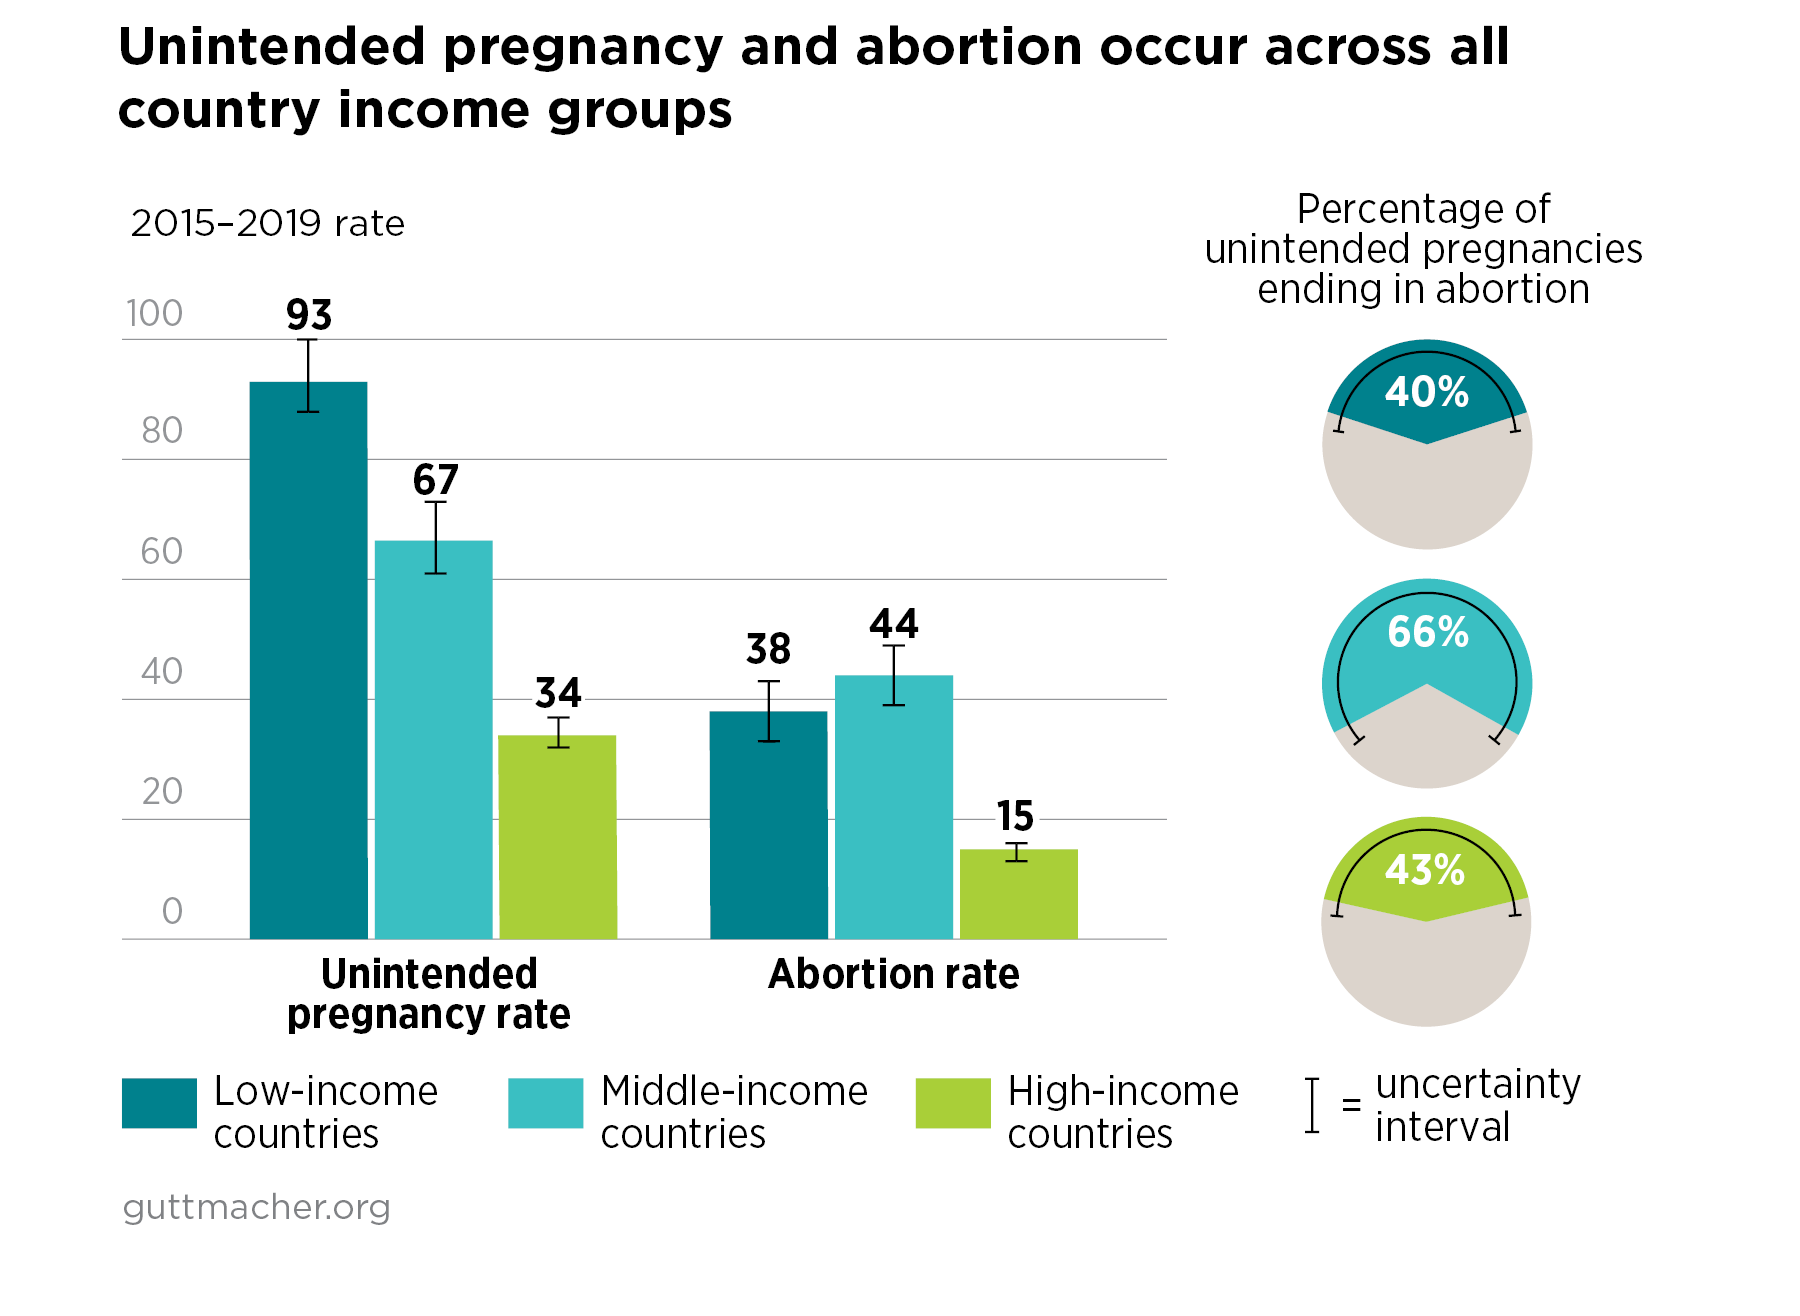 Unintended pregnancy and abortion occur across all
country income groups
2015–2019 rate
100
80
60
40
20
0
93
67
34
38
44
15
Unintended
pregnancy rate
Abortion rate
Percentage of
unintended pregnancies
ending in abortion
40%
66%
43%
Low-income
countries
Middle-income
countries
High-income
countries
= uncertainty
interval
guttmacher.org